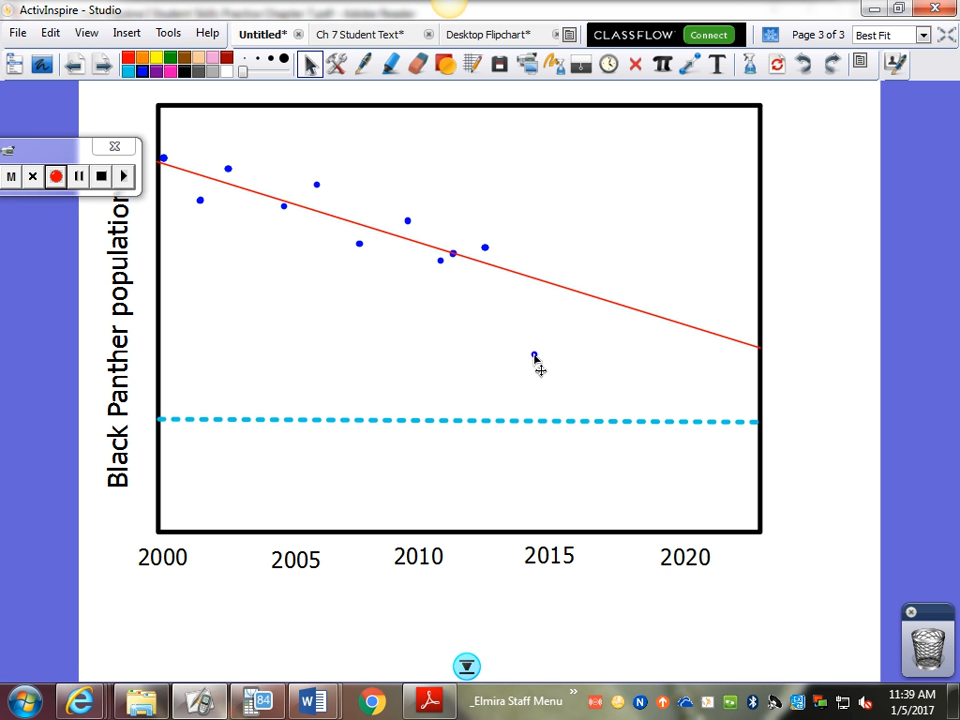 ActivInspire - Studio
File Edit View Insert Tools Help
Untitled* Ch 7 Student Text* Desktop Flipchart* CLASSFLOW Connect Page 3 of 3 Best Fit
M
Black Panther population
2000 2005 2010 2015 2020
84
_Elmira Staff Menu
11:39 AM
1/5/2017